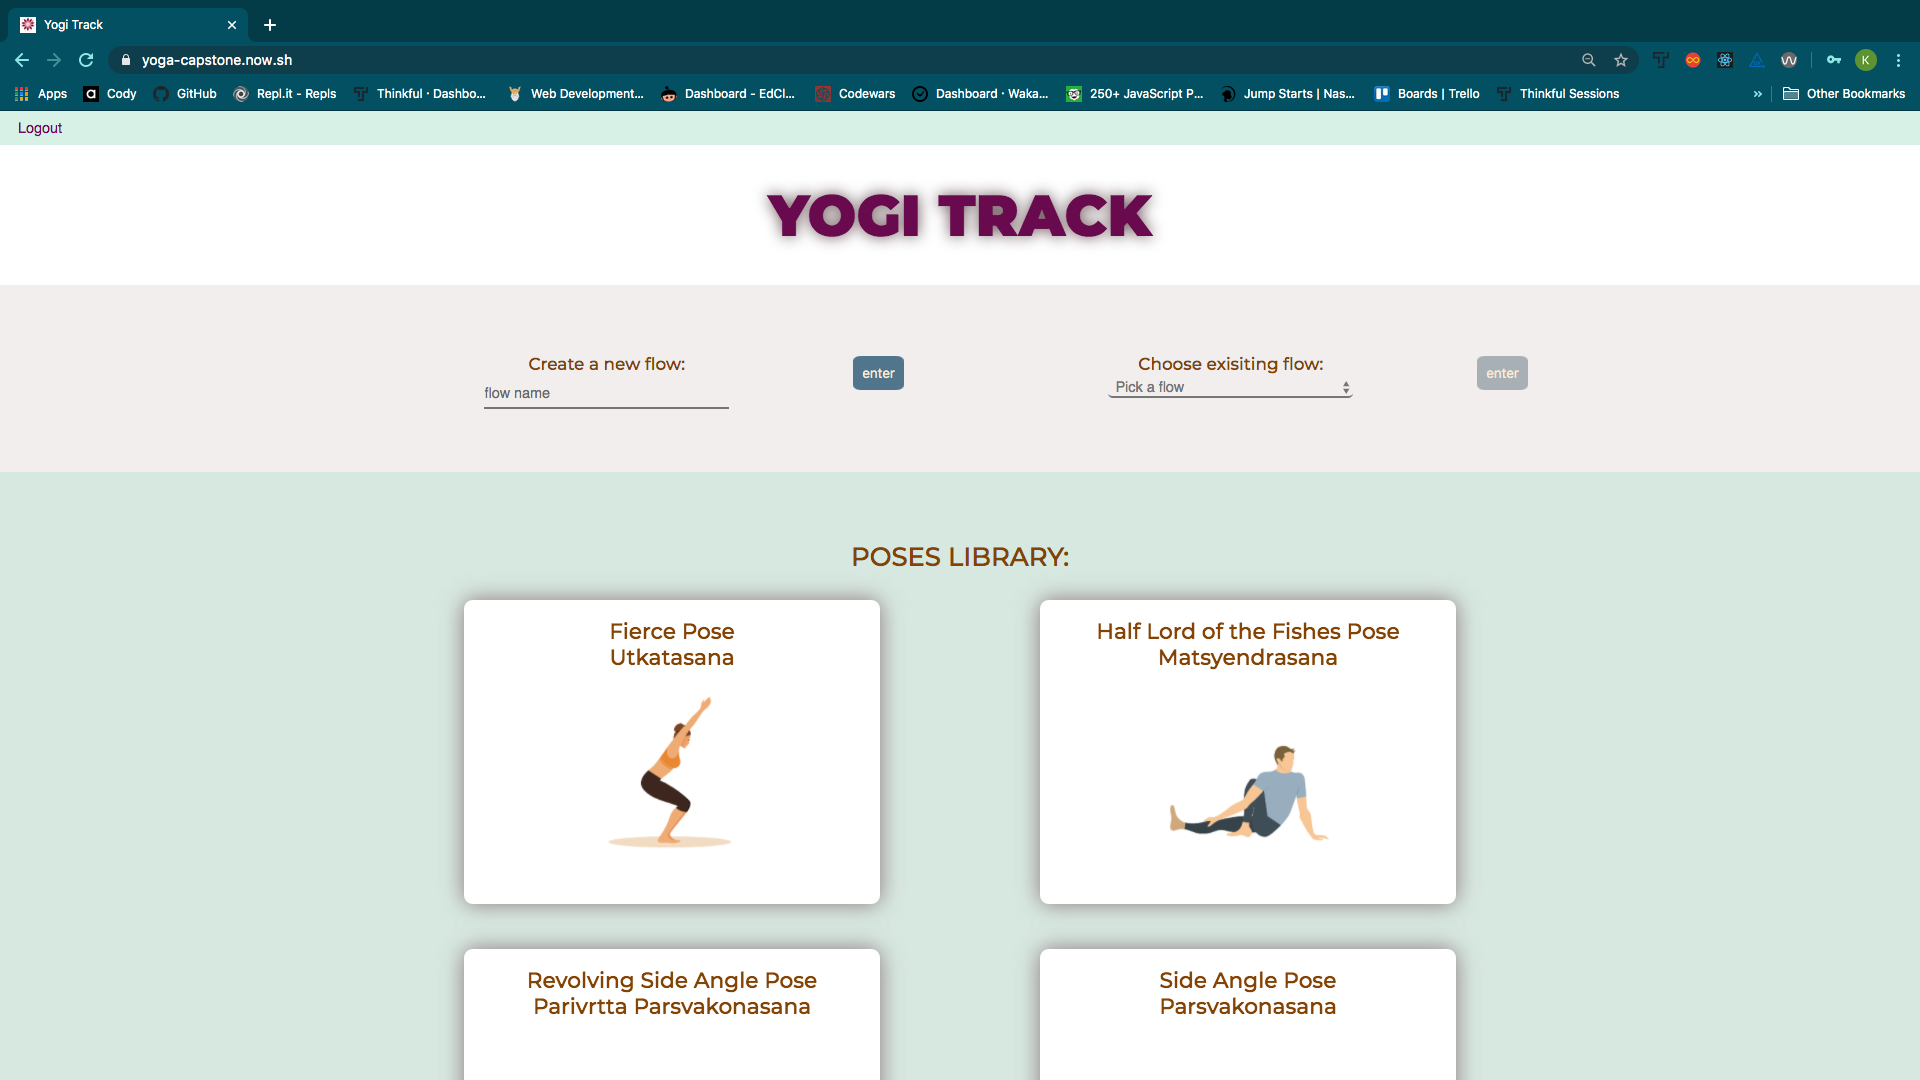 Yogi Track
yoga-capstone.now.sh
K
Apps
Cody
GitHub
Repl.it - Repls
Thinkful · Dashbo...
Web Development...
Dashboard - EdCl...
Codewars
Dashboard · Waka...
250+ JavaScript P...
Jump Starts | Nas...
Boards | Trello
Thinkful Sessions
»
Other Bookmarks
Logout
YOGI TRACK
Create a new flow:
flow name
enter
Choose exisiting flow:
Pick a flow
enter
POSES LIBRARY:
Fierce Pose
Utkatasana
Half Lord of the Fishes Pose
Matsyendrasana
Revolving Side Angle Pose
Parivrtta Parsvakonasana
Side Angle Pose
Parsvakonasana